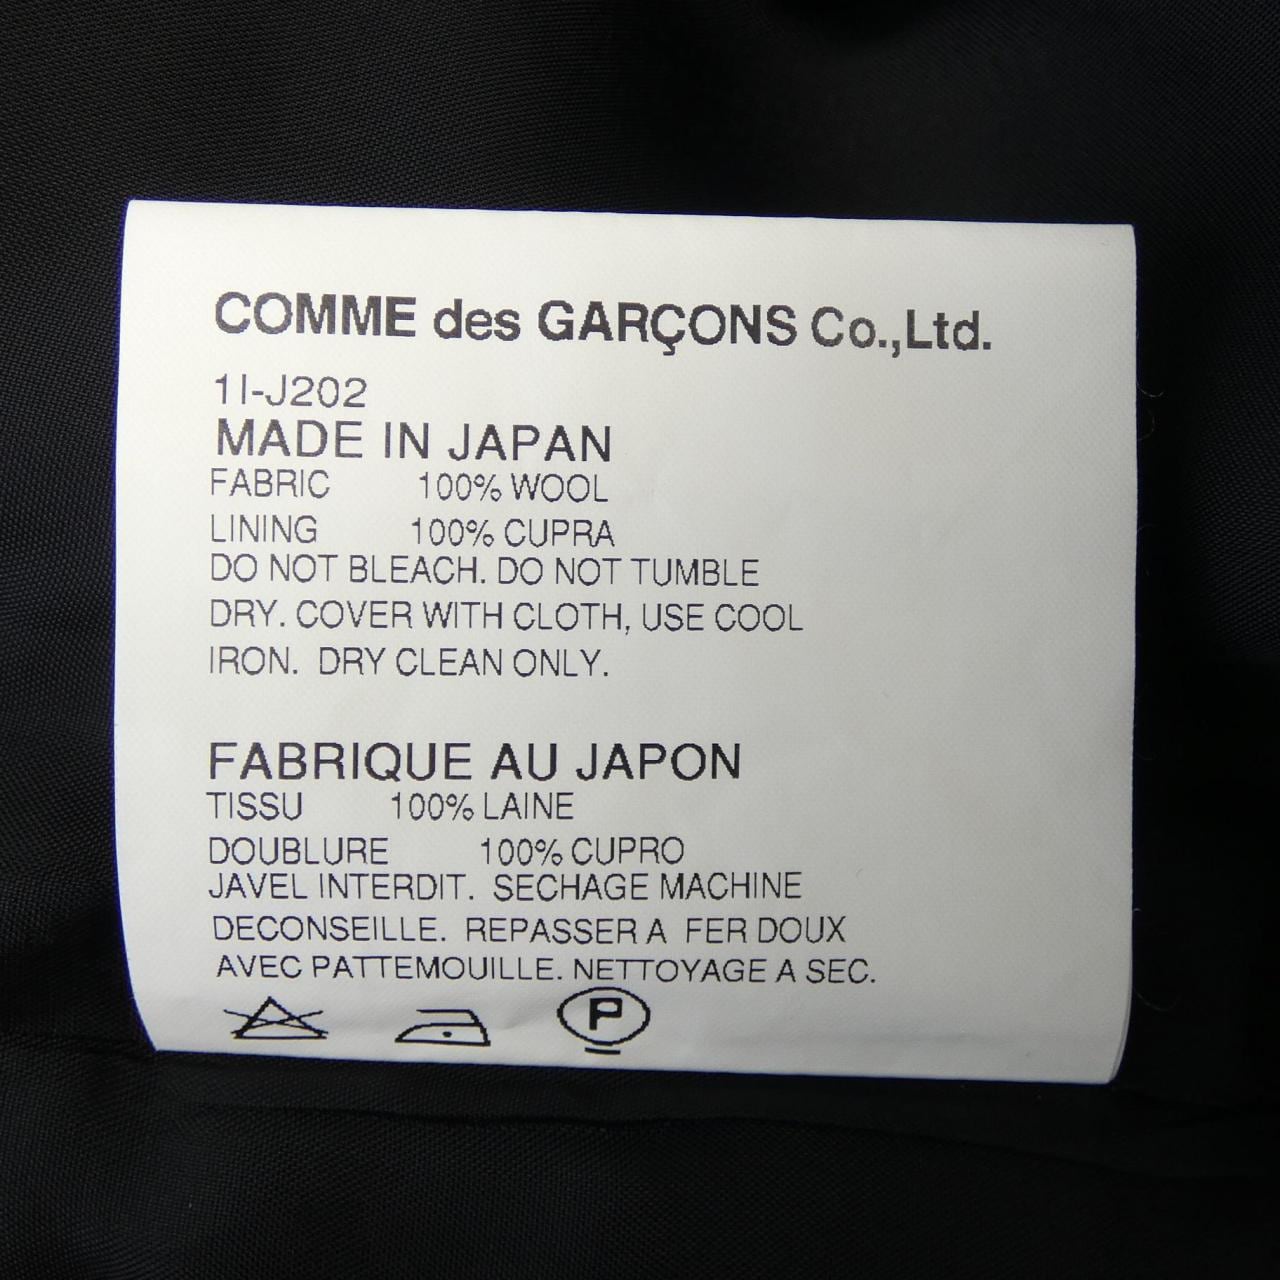 COMME des GARÇONS Co.,Ltd.
1I-J202
MADE IN JAPAN
FABRIC 100% WOOL
LINING 100% CUPRA
DO NOT BLEACH. DO NOT TUMBLE
DRY. COVER WITH CLOTH, USE COOL
IRON. DRY CLEAN ONLY.
FABRIQUE AU JAPON
TISSU 100% LAINE
DOUBLURE 100% CUPRO
JAVEL INTERDIT. SECHAGE MACHINE
DECONSEILLE. REPASSER A FER DOUX
AVEC PATTEMOUILLE. NETTOYAGE A SEC.
P